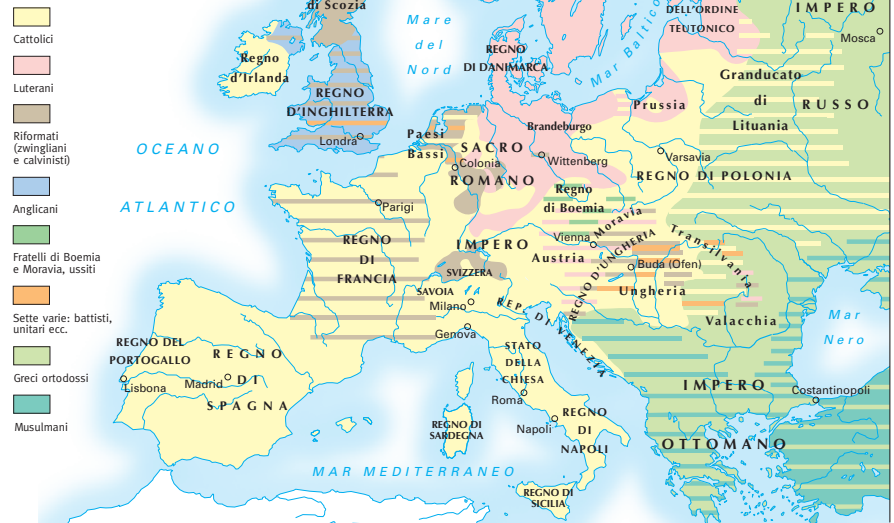 Cattolici
Luterani
Riformati
(zwingliani
e calvinisti)
Anglicani
Fratelli di Boemia
e Moravia, ussiti
Sette varie: battisti,
unitari ecc.
Greci ortodossi
Musulmani
di Scozia
Mare
del
Nord
Regno
d'Irlanda
REGNO
D'INGHILTERRA
Londra
OCEANO
ATLANTICO
REGNO
DI DANIMARCA
Mar Baltico
DELL'ORDINE
TEUTONICO
IMPERO
Mosca
RUSSO
Granducato
di
Lituania
Prussia
Brandeburgo
Paesi
Bassi
SACRO
ROMANO
IMPERO
Colonia
Wittenberg
Varsavia
REGNO DI POLONIA
Regno
di Boemia
Moravia
Vienna
Austria
REGNO D'UNGHERIA
Buda (Ofen)
Ungheria
Transilvania
Valacchia
Parigi
REGNO
DI
FRANCIA
SVIZZERA
SAVOIA
Milano
Genova
REP. DI VENEZIA
STATO
DELLA
CHIESA
Roma
Napoli
REGNO
DI
NAPOLI
REGNO DI
SARDEGNA
REGNO DI
SICILIA
REGNO DEL
PORTOGALLO
Lisbona
REGNO
DI
SPAGNA
Madrid
MAR MEDITERRANEO
IMPERO
OTTOMANO
Costantinopoli
Mar
Nero